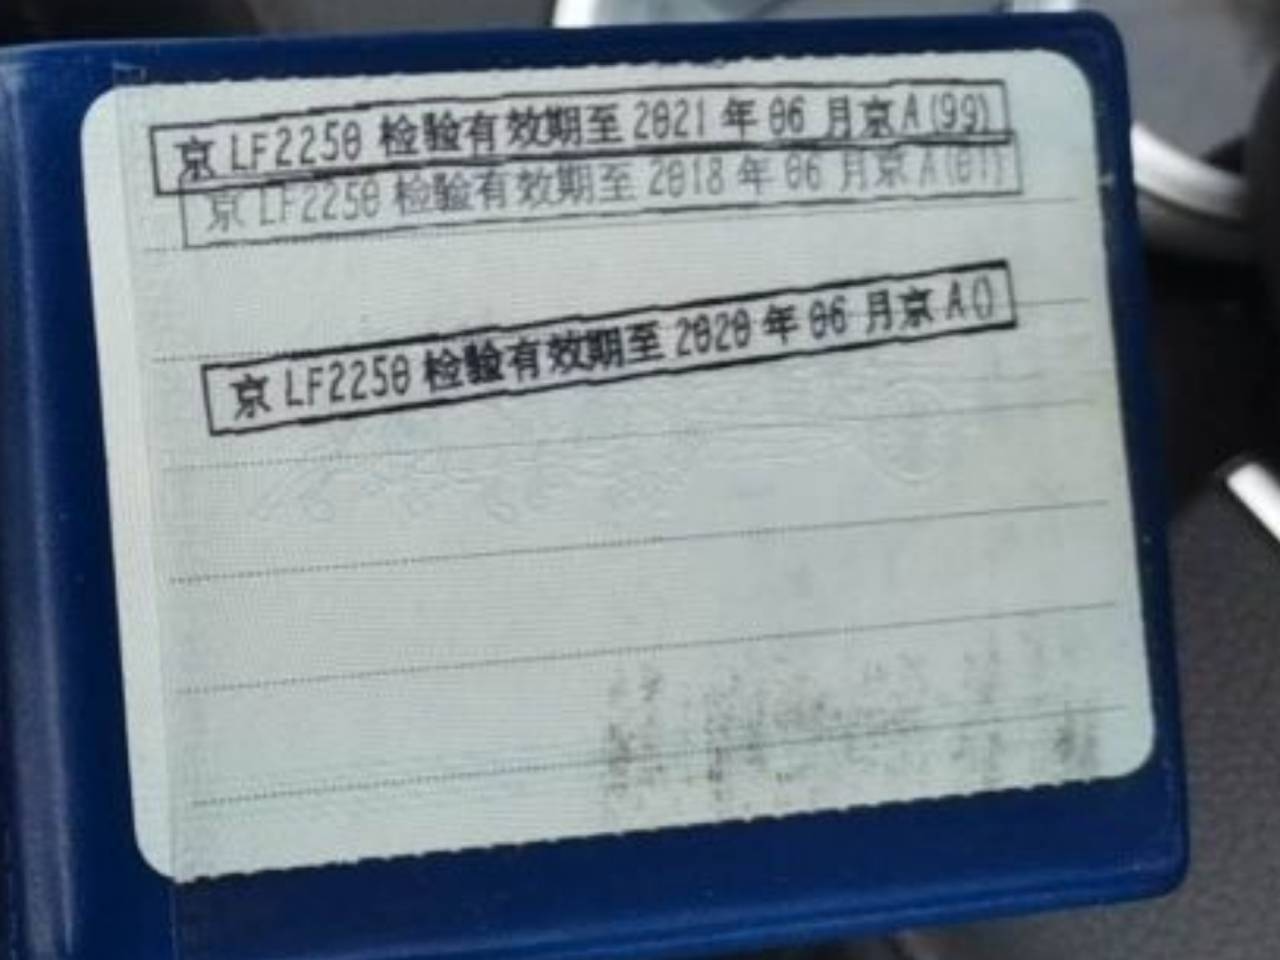 京 LF2250 检验有效期至 2021 年 06 月京 A(99)
京 LF2250 检验有效期至 2018 年 06 月京 A(01)
京 LF2250 检验有效期至 2020 年 06 月京 A()